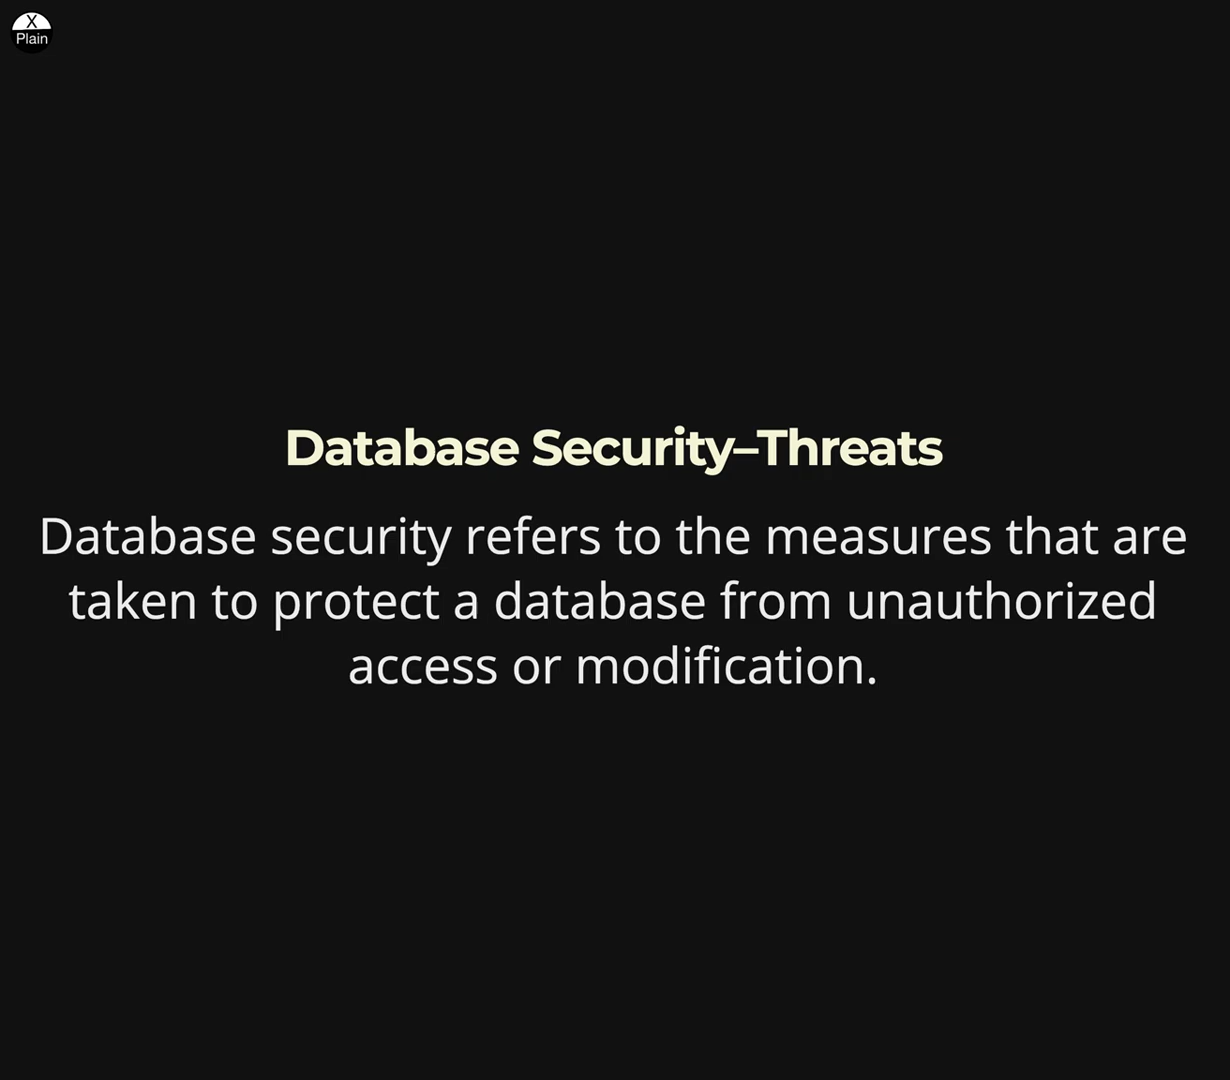 X
Plain
Database Security–Threats
Database security refers to the measures that are
taken to protect a database from unauthorized
access or modification.